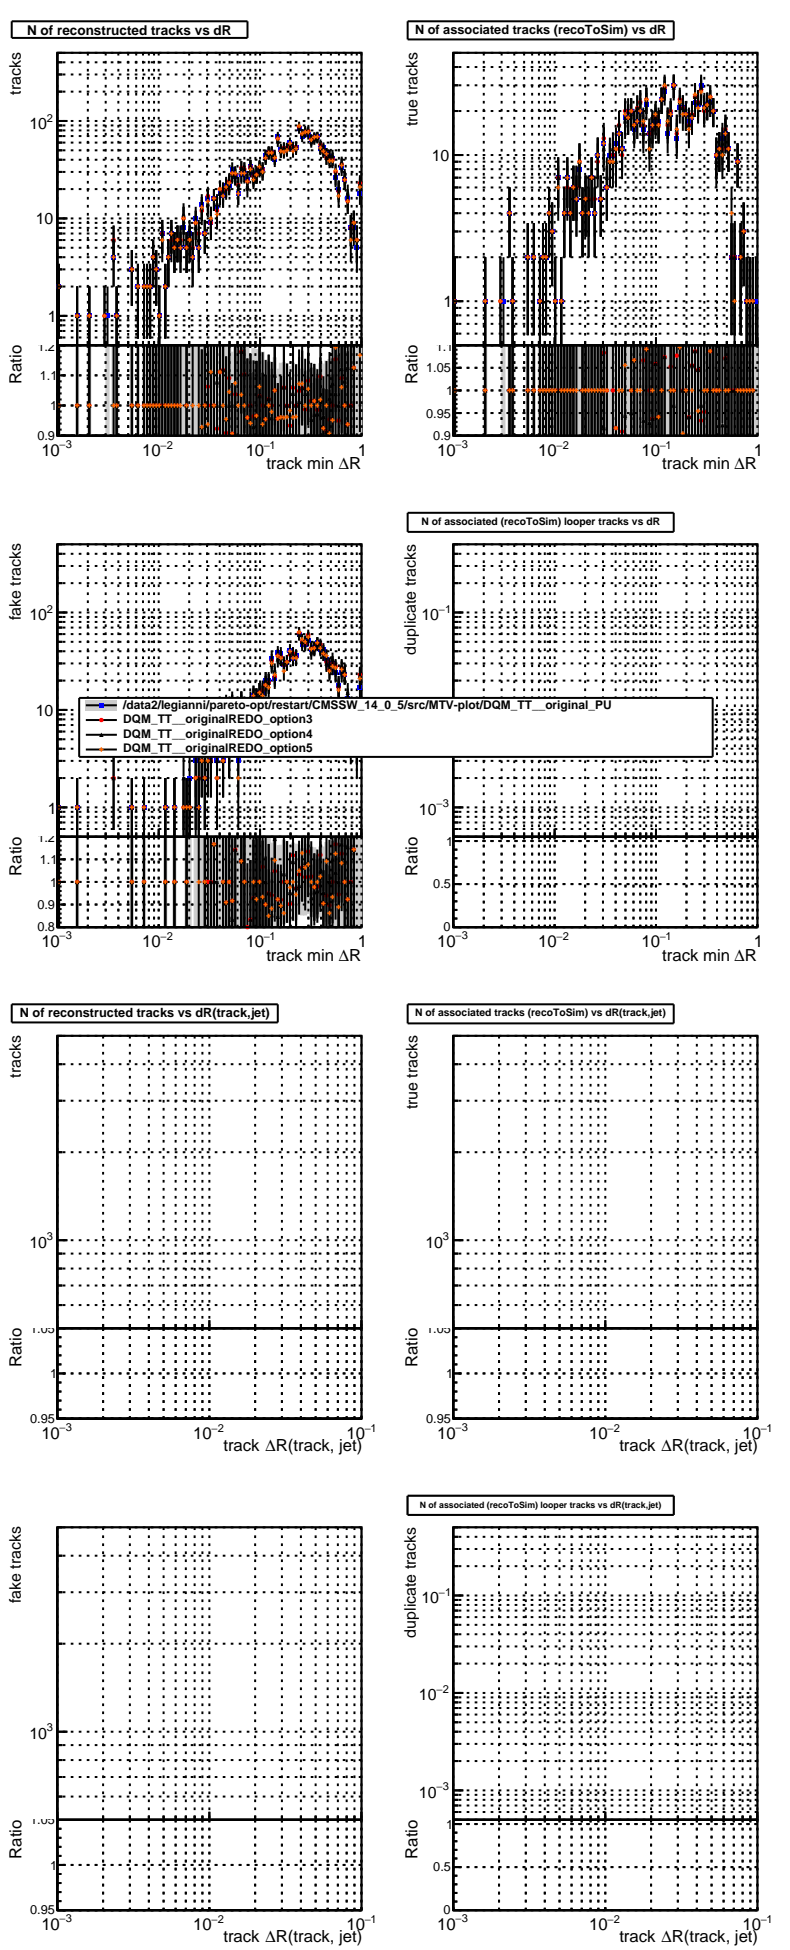 N of reconstructed tracks vs dR
N of associated tracks (recoToSim) vs dR
tracks
10²
10
1
Ratio
1.2
1.1
1
0.9
10⁻³ 10⁻² 10⁻¹ 1
track min ΔR
true tracks
10
1
Ratio
1.1
1.05
1
0.95
0.9
10⁻³ 10⁻² 10⁻¹ 1
track min ΔR
N of associated (recoToSim) looper tracks vs dR
fake tracks
10²
10
1
Ratio
1.2
1.1
1
0.9
0.8
10⁻³ 10⁻² 10⁻¹ 1
track min ΔR
duplicate tracks
10⁻¹
10⁻³
Ratio
1
0.5
0
10⁻³ 10⁻² 10⁻¹ 1
track min ΔR
/data2/legianni/pareto-opt/restart/CMSSW_14_0_5/src/MTV-plot/DQM_TT__original_PU
DQM_TT__originalREDO_option3
DQM_TT__originalREDO_option4
DQM_TT__originalREDO_option5
N of reconstructed tracks vs dR(track,jet)
N of associated tracks (recoToSim) vs dR(track,jet)
tracks
10³
Ratio
1.05
1
0.95
10⁻³ 10⁻² 10⁻¹
track ΔR(track, jet)
true tracks
10³
Ratio
1.05
1
0.95
10⁻³ 10⁻² 10⁻¹
track ΔR(track, jet)
N of associated (recoToSim) looper tracks vs dR(track,jet)
fake tracks
10³
Ratio
1.05
1
0.95
10⁻³ 10⁻² 10⁻¹
track ΔR(track, jet)
duplicate tracks
10⁻¹
10⁻²
10⁻³
Ratio
1
0.5
0
10⁻³ 10⁻² 10⁻¹
track ΔR(track, jet)